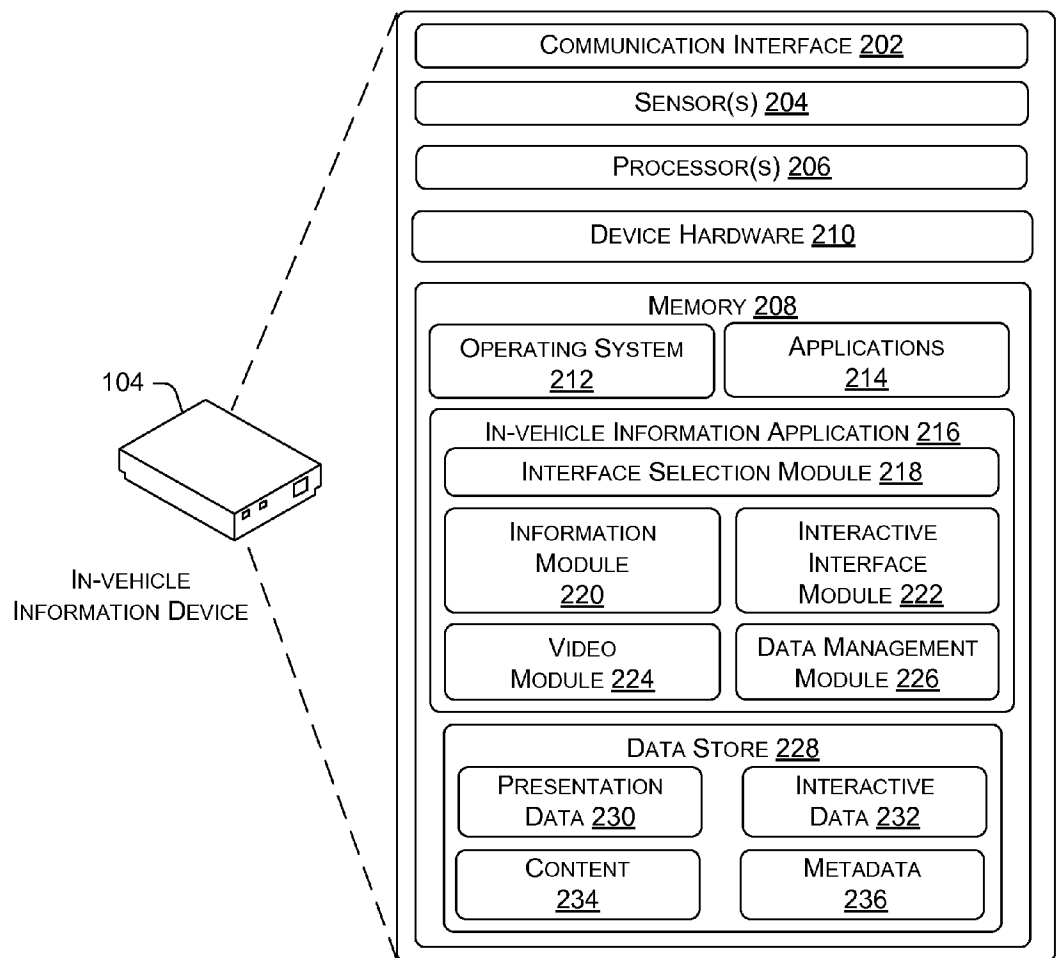 COMMUNICATION INTERFACE 202
SENSOR(S) 204
PROCESSOR(S) 206
DEVICE HARDWARE 210
MEMORY 208
OPERATING SYSTEM
212
APPLICATIONS
214
IN-VEHICLE INFORMATION APPLICATION 216
INTERFACE SELECTION MODULE 218
INFORMATION
MODULE
220
INTERACTIVE
INTERFACE
MODULE 222
VIDEO
MODULE 224
DATA MANAGEMENT
MODULE 226
DATA STORE 228
PRESENTATION
DATA 230
INTERACTIVE
DATA 232
CONTENT
234
METADATA
236
104
IN-VEHICLE
INFORMATION DEVICE